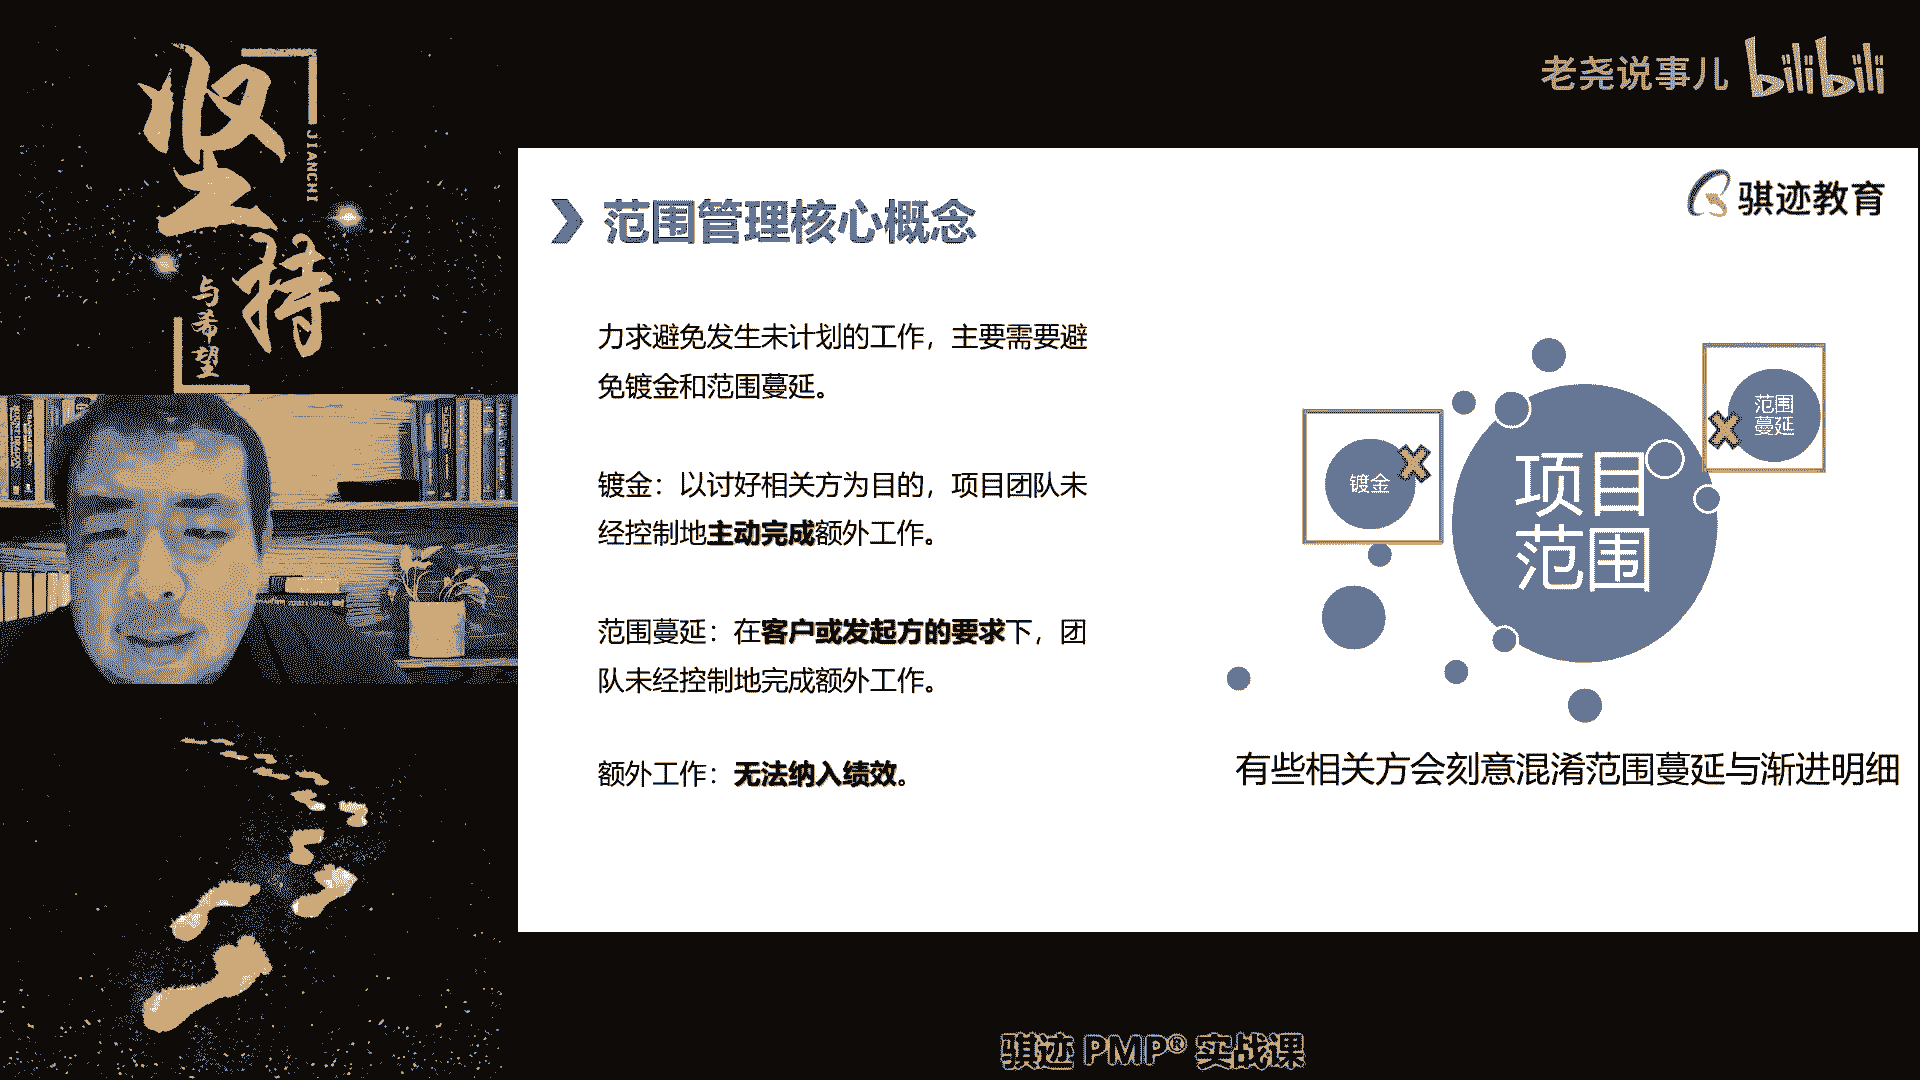 坚持
JIANCHI
与希望
老尧说事儿 bilibili
骐迹教育
范围管理核心概念
力求避免发生未计划的工作，主要需要避
免镀金和范围蔓延。
镀金：以讨好相关方为目的，项目团队未
经控制地主动完成额外工作。
范围蔓延：在客户或发起方的要求下，团
队未经控制地完成额外工作。
额外工作：无法纳入绩效。
镀金
项目
范围
范围
蔓延
有些相关方会刻意混淆范围蔓延与渐进明细
骐迹 PMP® 实战课